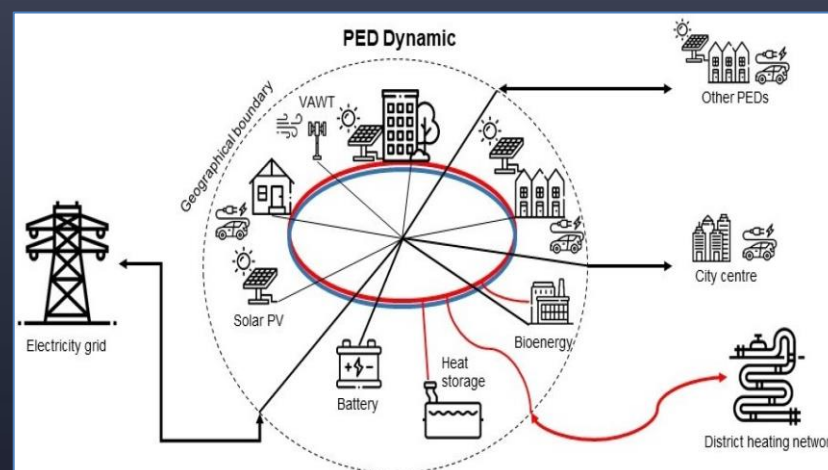 PED Dynamic
Geographical boundary
VAWT
Other PEDs
Solar PV
City centre
Electricity grid
Bioenergy
Heat
storage
Battery
District heating network